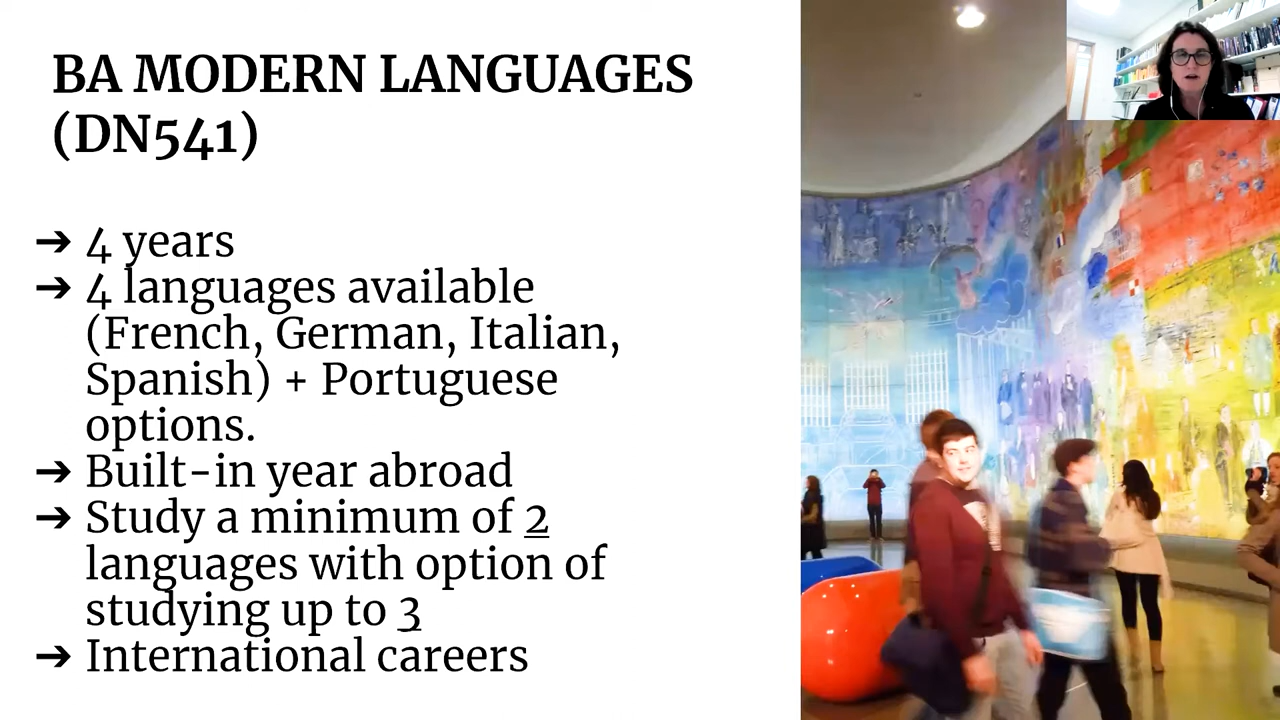 BA MODERN LANGUAGES
(DN541)
➔ 4 years
➔ 4 languages available
(French, German, Italian,
Spanish) + Portuguese
options.
➔ Built-in year abroad
➔ Study a minimum of 2
languages with option of
studying up to 3
➔ International careers